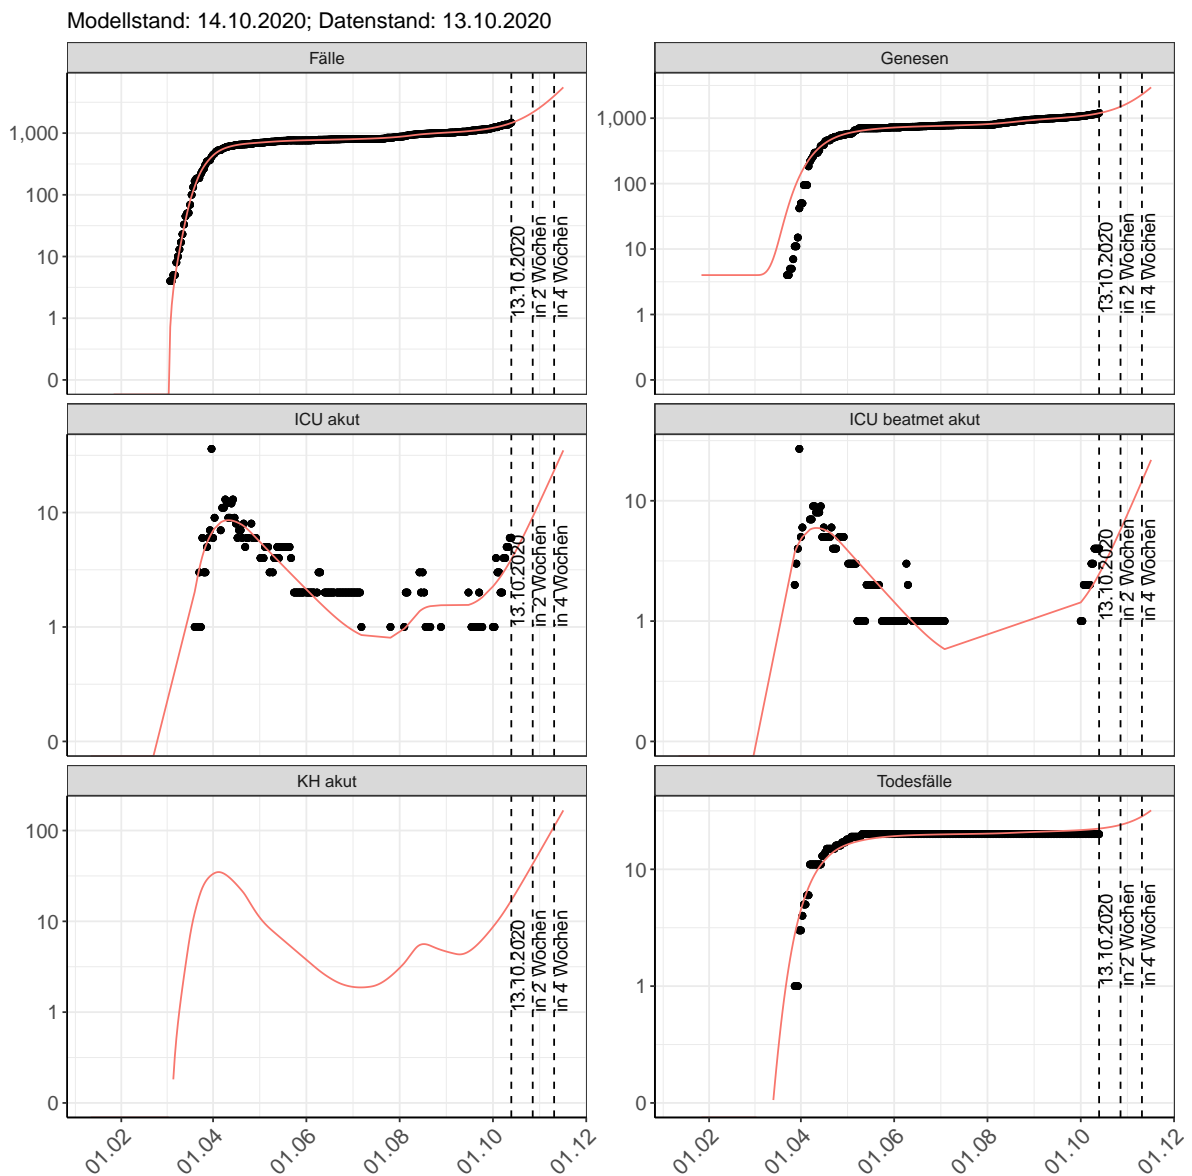 Modellstand: 14.10.2020; Datenstand: 13.10.2020
Fälle
Genesen
1,000
100
10
1
0
13.10.2020
in 2 Wochen
in 4 Wochen
1,000
100
10
1
0
13.10.2020
in 2 Wochen
in 4 Wochen
ICU akut
ICU beatmet akut
10
1
0
13.10.2020
in 2 Wochen
in 4 Wochen
10
1
0
13.10.2020
in 2 Wochen
in 4 Wochen
KH akut
Todesfälle
100
10
1
0
13.10.2020
in 2 Wochen
in 4 Wochen
10
1
0
13.10.2020
in 2 Wochen
in 4 Wochen
01.02 01.04 01.06 01.08 01.10 01.12
01.02 01.04 01.06 01.08 01.10 01.12